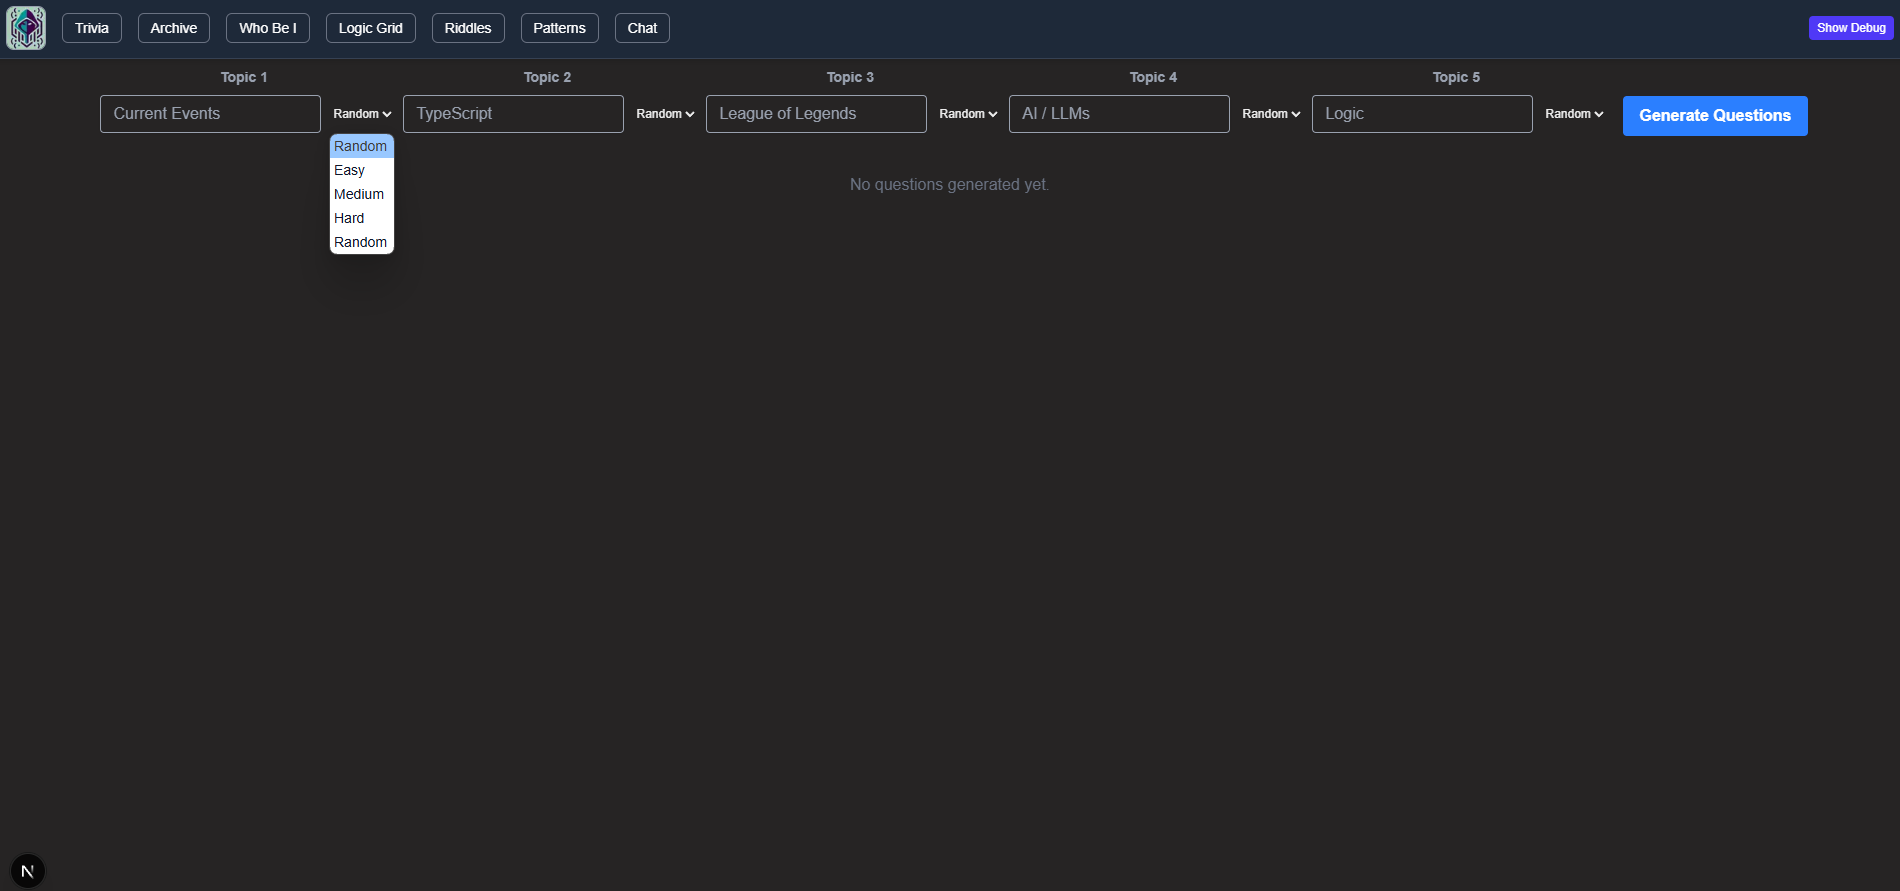 Trivia Archive Who Be I Logic Grid Riddles Patterns Chat Show Debug
Topic 1 Topic 2 Topic 3 Topic 4 Topic 5
Current Events Random TypeScript Random League of Legends Random AI / LLMs Random Logic Random Generate Questions
Random
Easy
Medium
Hard
Random
No questions generated yet.
N